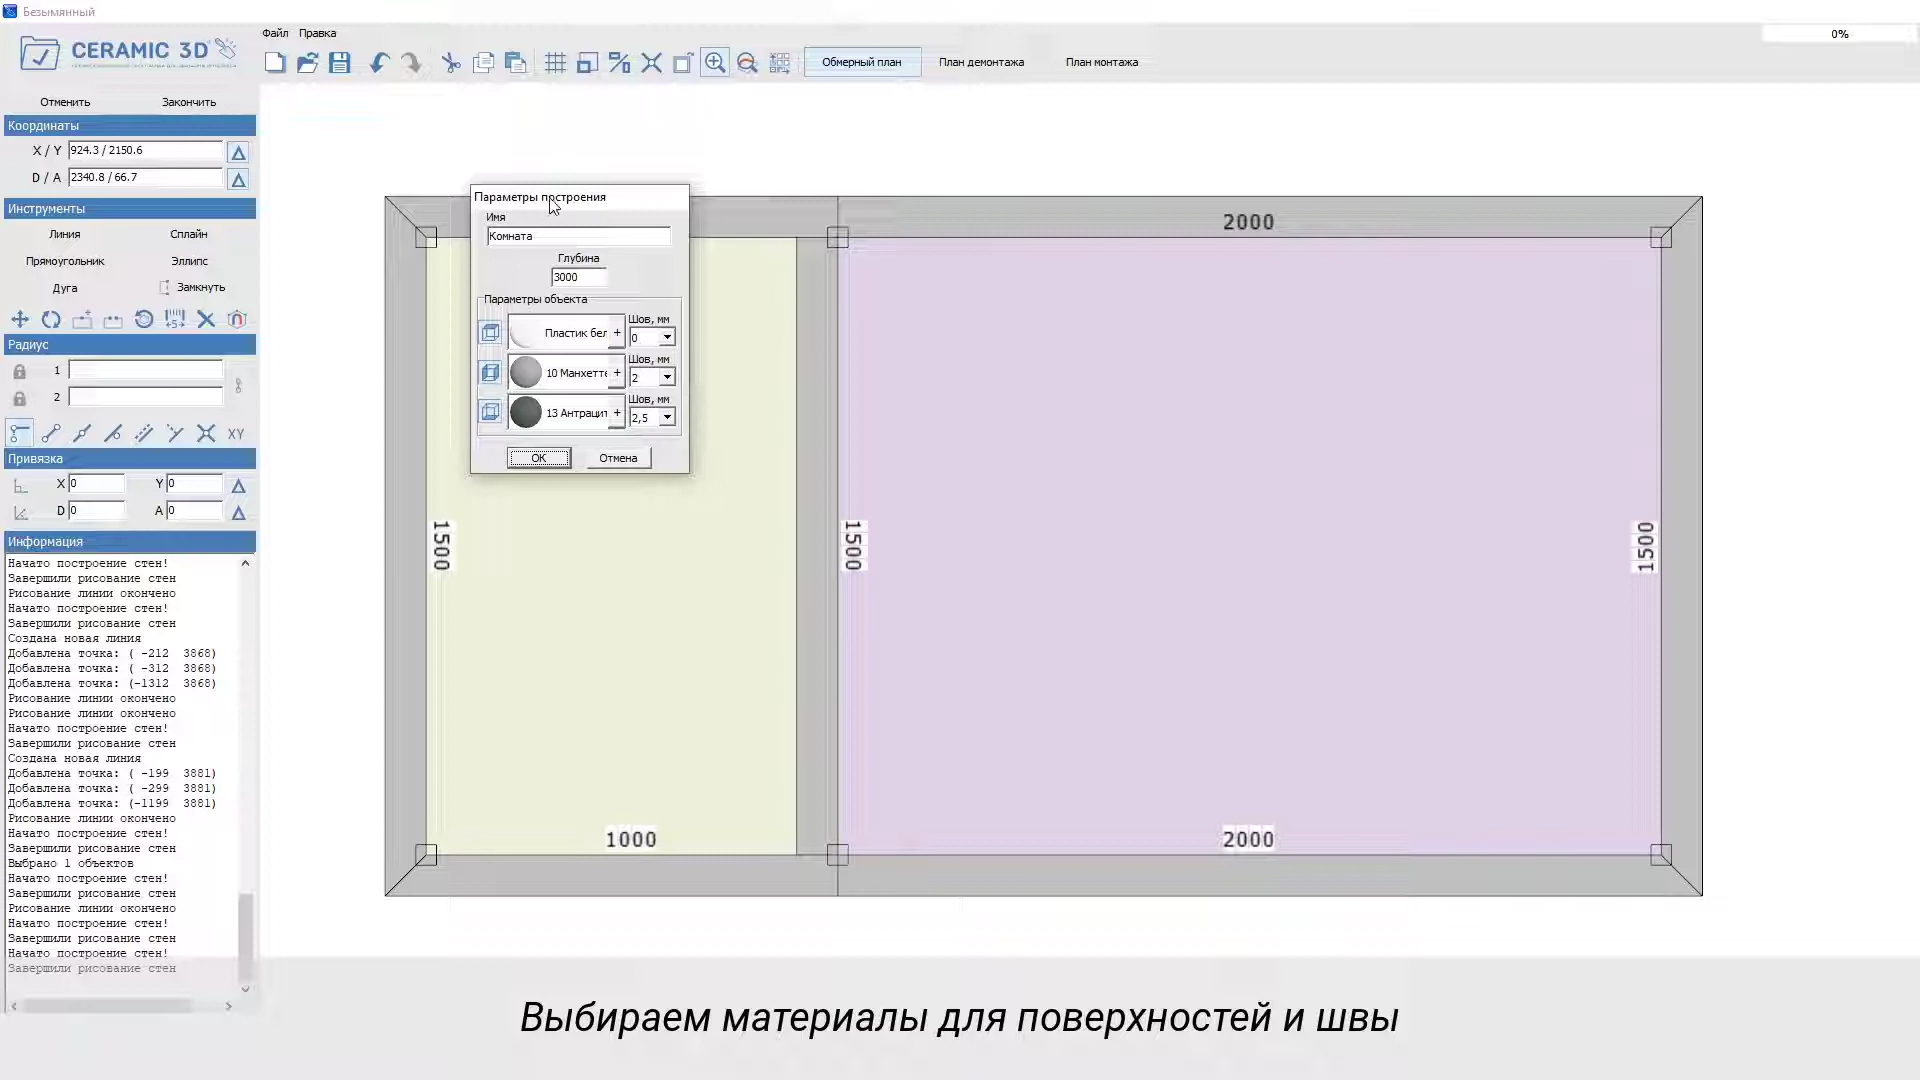 Безымянный
CERAMIC 3D
Файл Правка
0%
Обмерный план План демонтажа План монтажа
Отменить Закончить
Координаты
X / Y 924.3 / 2150.6
D / A 2340.8 / 66.7
Инструменты
Линия Сплайн
Прямоугольник Эллипс
Дуга Замкнуть
Радиус
1
2
XY
Привязка
X 0 Y 0
D 0 A 0
Информация
Начато построение стен!
Завершили рисование стен
Рисование линии окончено
Начато построение стен!
Завершили рисование стен
Создана новая линия
Добавлена точка: ( -212 3868)
Добавлена точка: ( -312 3868)
Добавлена точка: (-1312 3868)
Рисование линии окончено
Рисование линии окончено
Начато построение стен!
Завершили рисование стен
Создана новая линия
Добавлена точка: ( -199 3881)
Добавлена точка: ( -299 3881)
Добавлена точка: (-1199 3881)
Рисование линии окончено
Начато построение стен!
Завершили рисование стен
Выбрано 1 объектов
Начато построение стен!
Завершили рисование стен
Рисование линии окончено
Начато построение стен!
Завершили рисование стен
Начато построение стен!
Завершили рисование стен
Параметры построения
Имя
Комната
Глубина
3000
Параметры объекта
Шов, мм
Пластик бел + 0
Шов, мм
10 Манхетте + 2
Шов, мм
13 Антрацит + 2,5
OK Отмена
2000
1500
1500
1500
1000
2000
Выбираем материалы для поверхностей и швы